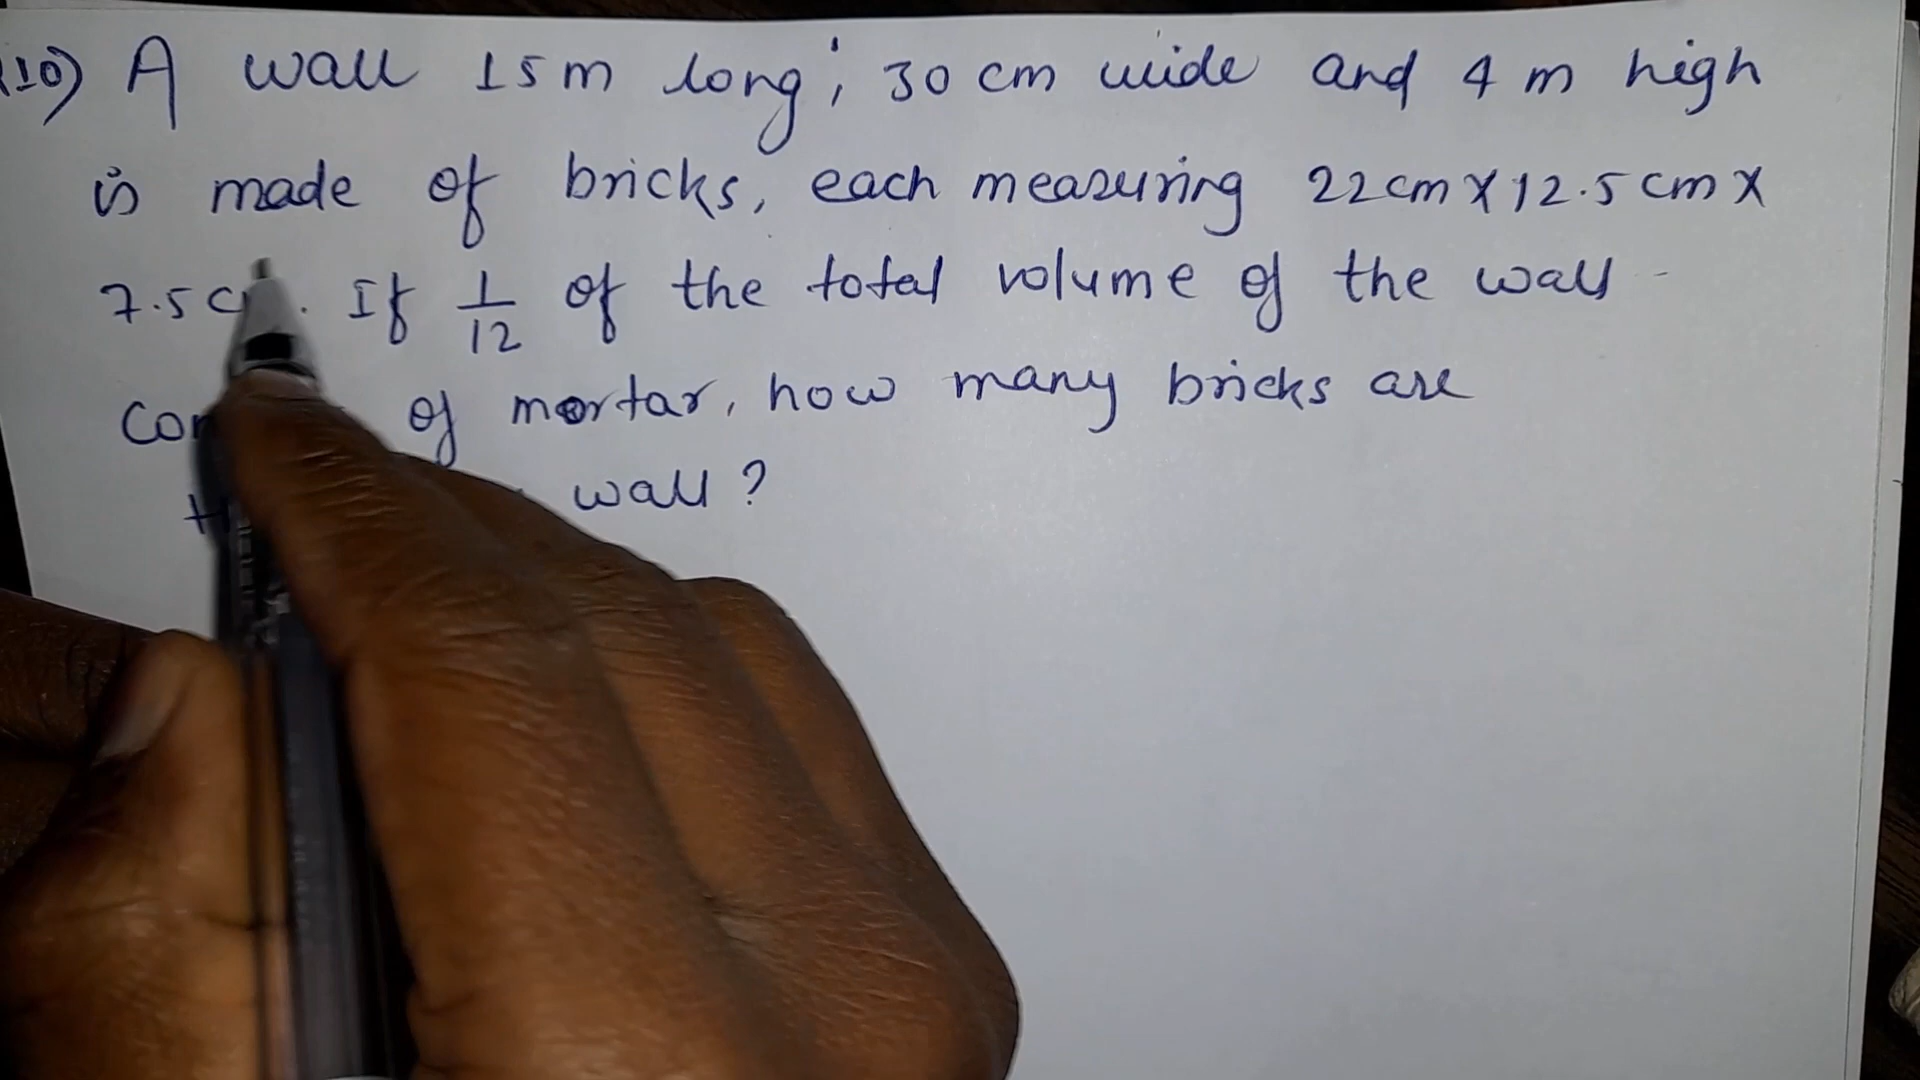 (10) A wall 15 m long, 30 cm wide and 4 m high
is made of bricks, each measuring 22cm X 12.5 cm X
7.5 . If 1/12 of the total volume of the wall
of mortar, how many bricks are
wall ?